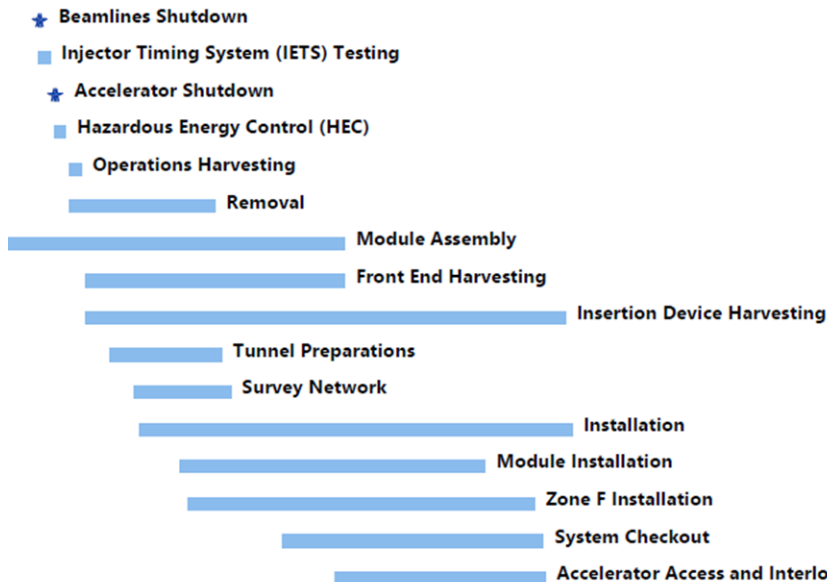 Beamlines Shutdown
Injector Timing System (IETS) Testing
Accelerator Shutdown
Hazardous Energy Control (HEC)
Operations Harvesting
Removal
Module Assembly
Front End Harvesting
Insertion Device Harvesting
Tunnel Preparations
Survey Network
Installation
Module Installation
Zone F Installation
System Checkout
Accelerator Access and